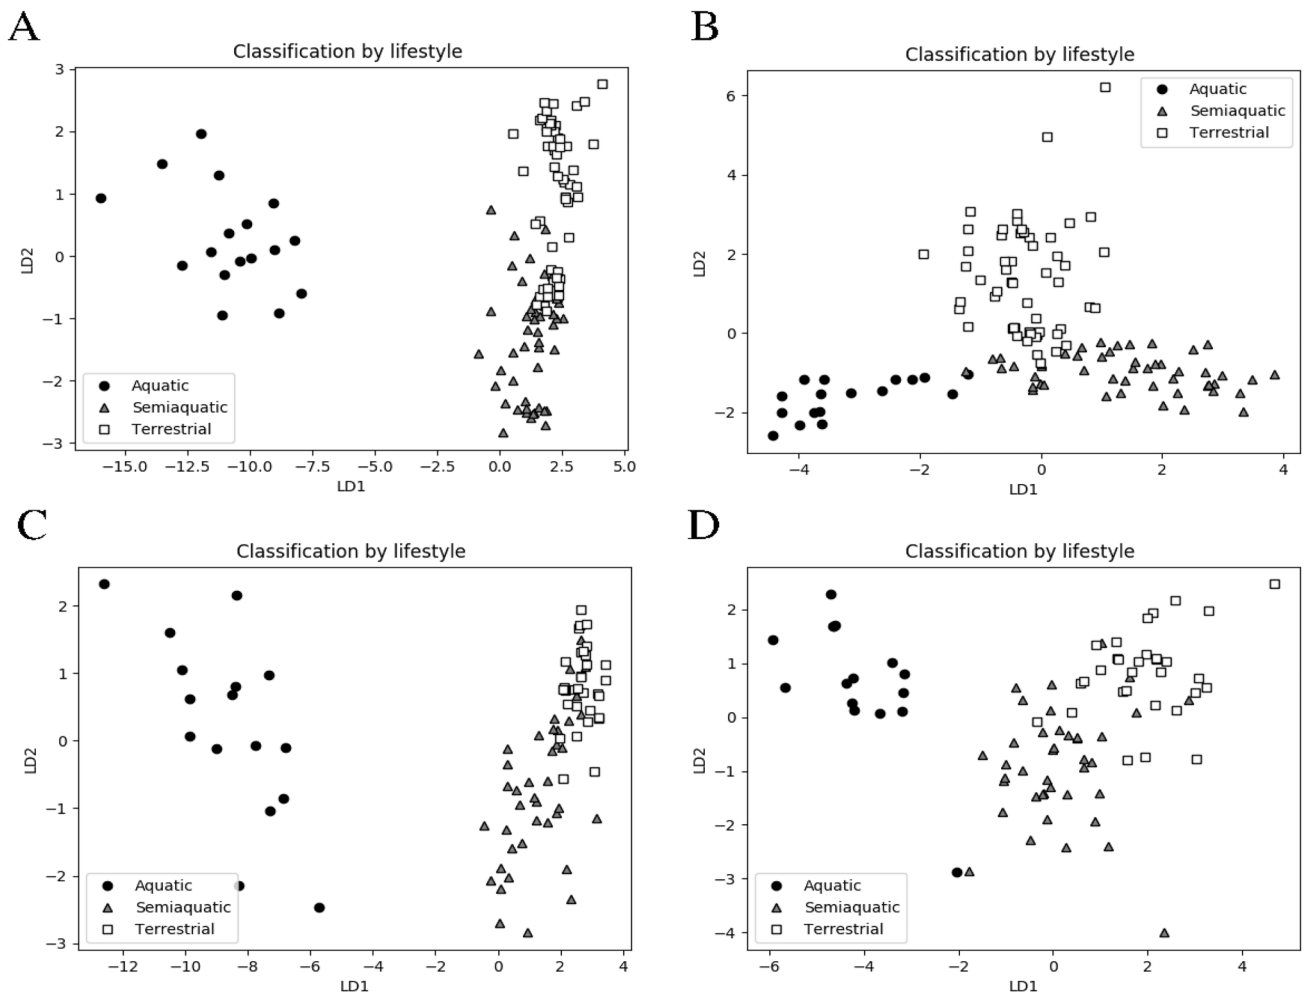 A
Classification by lifestyle
3
2
1
0
−1
−2
−3
LD2
Aquatic
Semiaquatic
Terrestrial
−15.0 −12.5 −10.0 −7.5 −5.0 −2.5 0.0 2.5 5.0
LD1
B
Classification by lifestyle
6
4
2
0
−2
LD2
Aquatic
Semiaquatic
Terrestrial
−4 −2 0 2 4
LD1
C
Classification by lifestyle
2
1
0
−1
−2
−3
LD2
Aquatic
Semiaquatic
Terrestrial
−12 −10 −8 −6 −4 −2 0 2 4
LD1
D
Classification by lifestyle
2
1
0
−1
−2
−3
−4
LD2
Aquatic
Semiaquatic
Terrestrial
−6 −4 −2 0 2 4
LD1